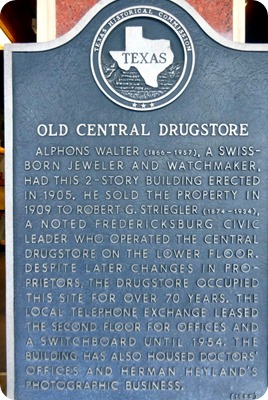 TEXAS HISTORICAL COMMISSION
TEXAS
OLD CENTRAL DRUGSTORE
ALPHONS WALTER (1866-1957), A SWISS-
BORN JEWELER AND WATCHMAKER,
HAD THIS 2-STORY BUILDING ERECTED
IN 1905. HE SOLD THE PROPERTY IN
1909 TO ROBERT G. STRIEGLER (1874-1934),
A NOTED FREDERICKSBURG CIVIC
LEADER WHO OPERATED THE CENTRAL
DRUGSTORE ON THE LOWER FLOOR.
DESPITE LATER CHANGES IN PRO-
PRIETORS, THE DRUGSTORE OCCUPIED
THIS SITE FOR OVER 70 YEARS. THE
LOCAL TELEPHONE EXCHANGE LEASED
THE SECOND FLOOR FOR OFFICES AND
A SWITCHBOARD UNTIL 1954. THE
BUILDING HAS ALSO HOUSED DOCTORS'
OFFICES AND HERMAN HEYLAND'S
PHOTOGRAPHIC BUSINESS.